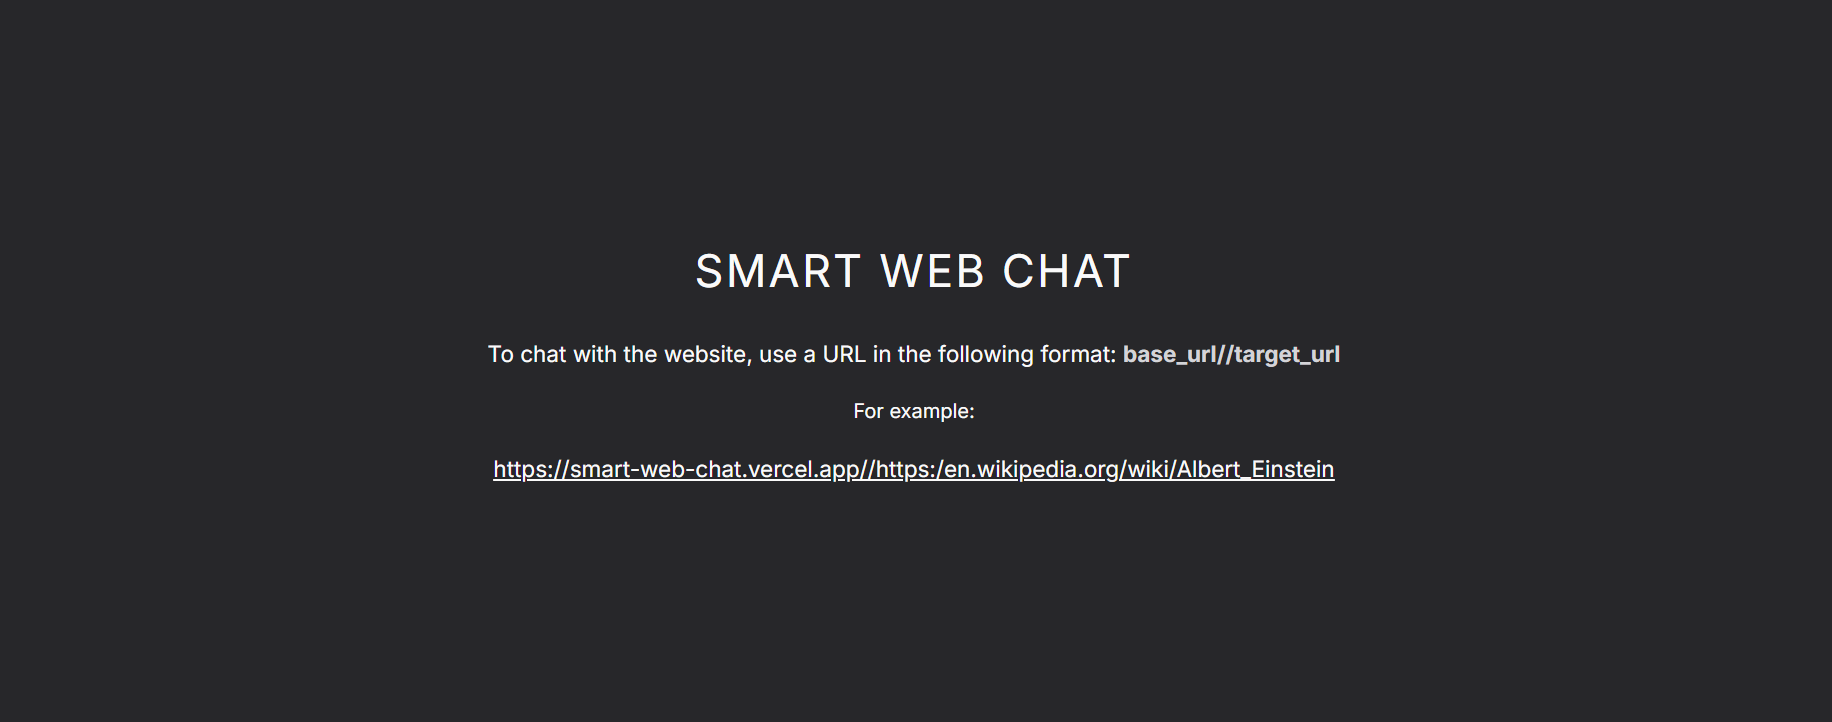 SMART WEB CHAT
To chat with the website, use a URL in the following format: base_url//target_url
For example:
https://smart-web-chat.vercel.app//https:/en.wikipedia.org/wiki/Albert_Einstein